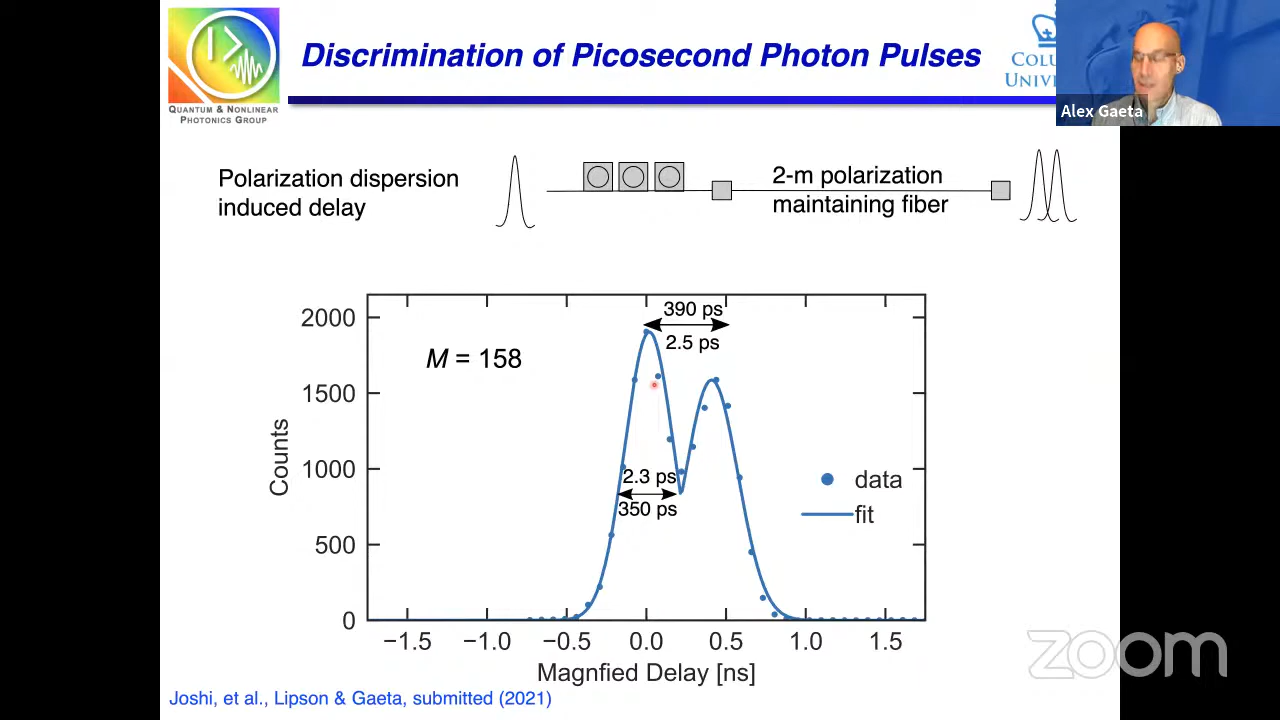 QUANTUM & NONLINEAR
PHOTONICS GROUP
Discrimination of Picosecond Photon Pulses
Alex Gaeta
Polarization dispersion
induced delay
2-m polarization
maintaining fiber
390 ps
2.5 ps
M = 158
2.3 ps
350 ps
data
fit
Counts
2000
1500
1000
500
0
−1.5
−1.0
−0.5
0.0
0.5
1.0
1.5
Magnfied Delay [ns]
Joshi, et al., Lipson & Gaeta, submitted (2021)
zoom